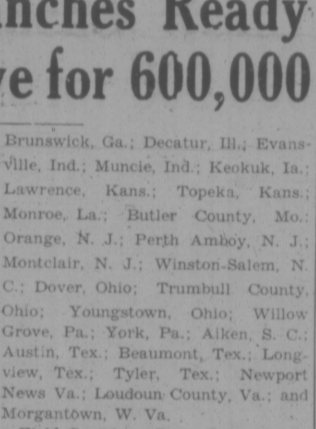 nches Ready
e for 600,000
Brunswick, Ga.; Decatur, Ill.; Evans-
ville, Ind.; Muncie, Ind.; Keokuk, Ia.;
Lawrence, Kans.; Topeka, Kans.;
Monroe, La.; Butler County, Mo.;
Orange, N. J.; Perth Amboy, N. J.;
Montclair, N. J.; Winston-Salem, N.
C.; Dover, Ohio; Trumbull County,
Ohio; Youngstown, Ohio; Willow
Grove, Pa.; York, Pa.; Aiken, S. C.;
Austin, Tex.; Beaumont, Tex.; Long-
view, Tex.; Tyler, Tex.; Newport
News Va.; Loudoun County, Va.; and
Morgantown, W. Va.